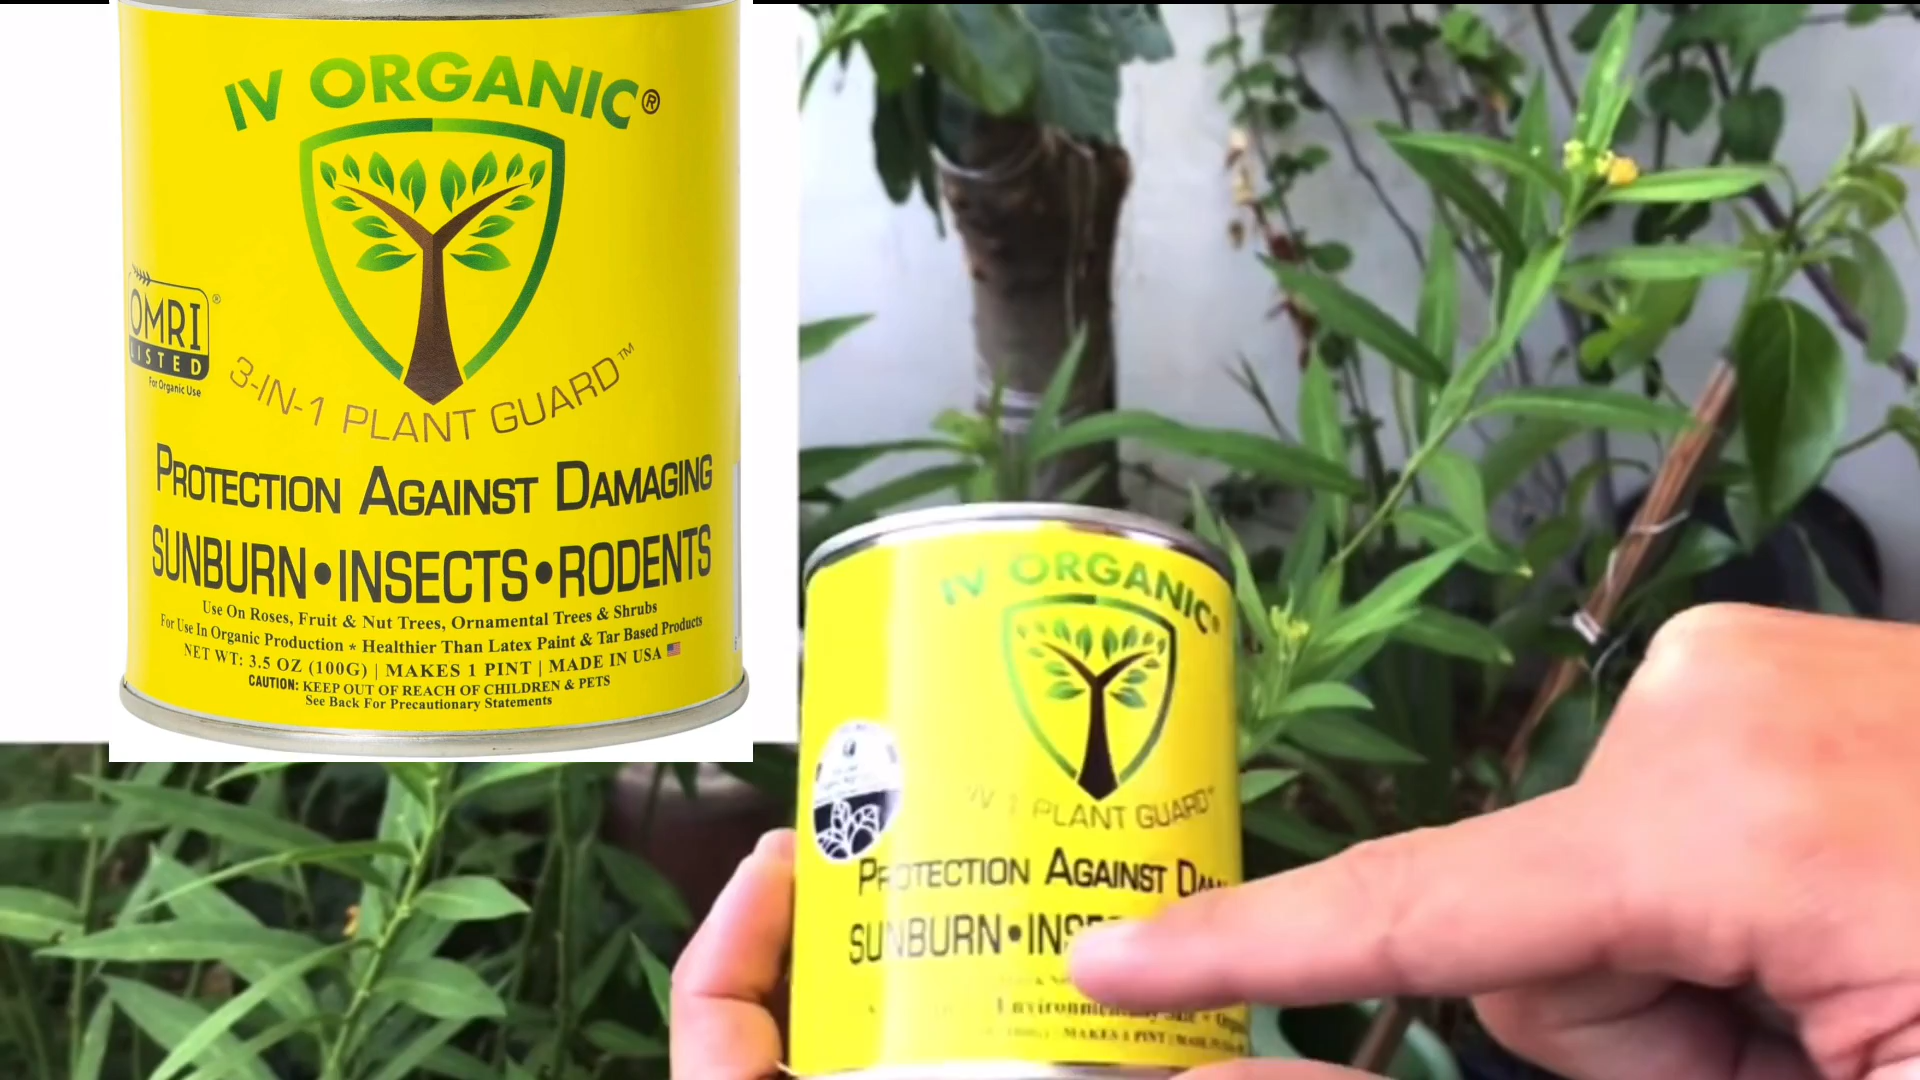 IV ORGANIC®
OMRI®
LISTED
For Organic Use
3-IN-1 PLANT GUARD™
PROTECTION AGAINST DAMAGING
SUNBURN•INSECTS•RODENTS
Use On Roses, Fruit & Nut Trees, Ornamental Trees & Shrubs
For Use In Organic Production * Healthier Than Latex Paint & Tar Based Products
NET WT: 3.5 OZ (100G) | MAKES 1 PINT | MADE IN USA
CAUTION: KEEP OUT OF REACH OF CHILDREN & PETS
See Back For Precautionary Statements
IV ORGANIC®
1 PLANT GUARD
PROTECTION AGAINST
SUNBURN•
MAKES 1 PINT